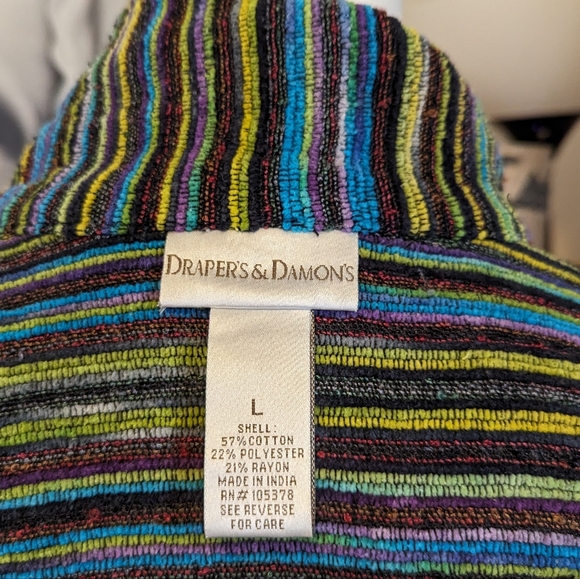 DRAPER'S & DAMON'S
L
SHELL:
57% COTTON
22% POLYESTER
21% RAYON
MADE IN INDIA
RN# 105378
SEE REVERSE
FOR CARE